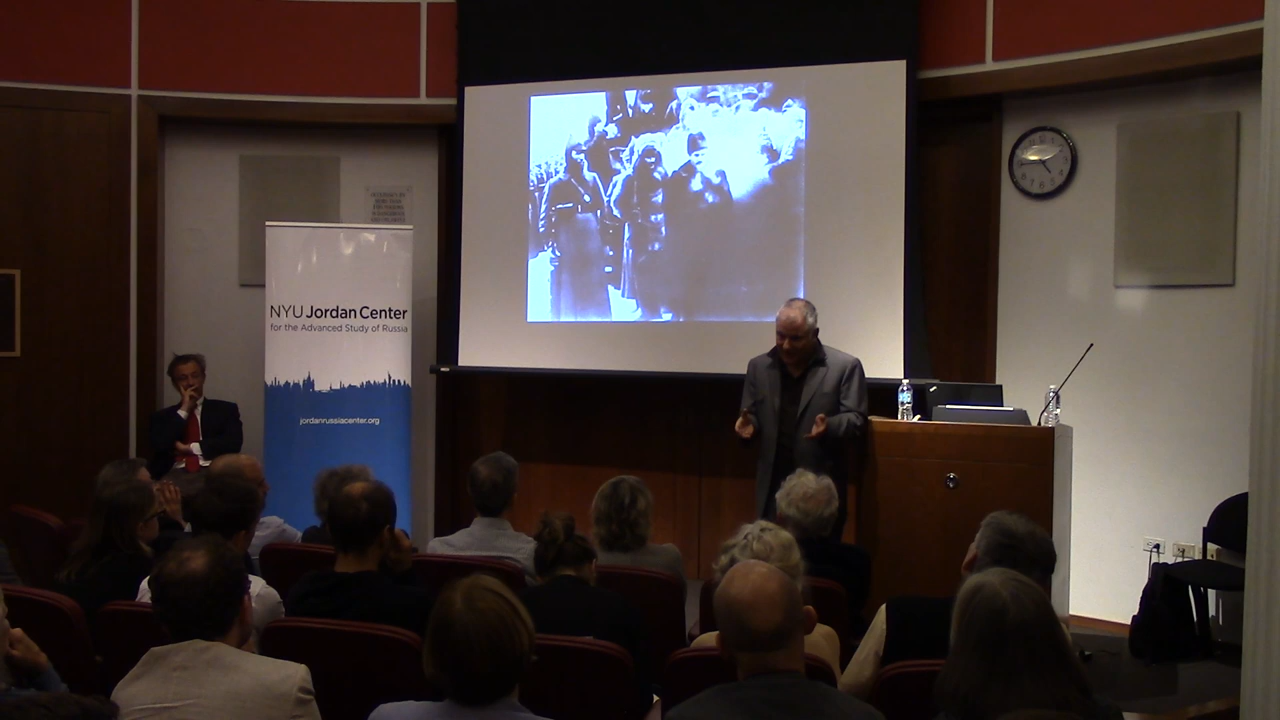 NYU Jordan Center
for the Advanced Study of Russia
jordanrussiacenter.org